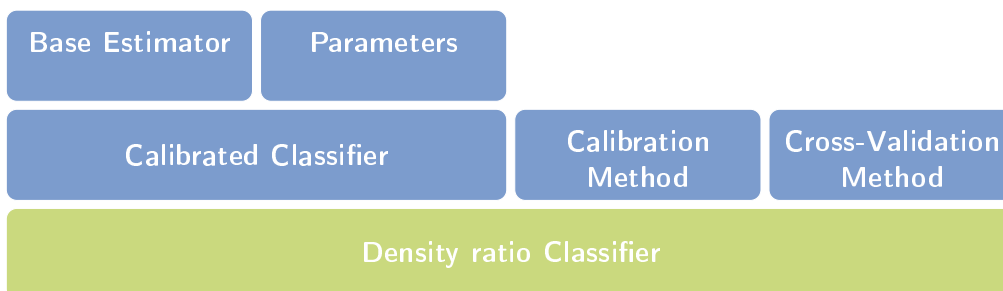 Base Estimator
Parameters
Calibrated Classifier
Calibration
Method
Cross-Validation
Method
Density ratio Classifier